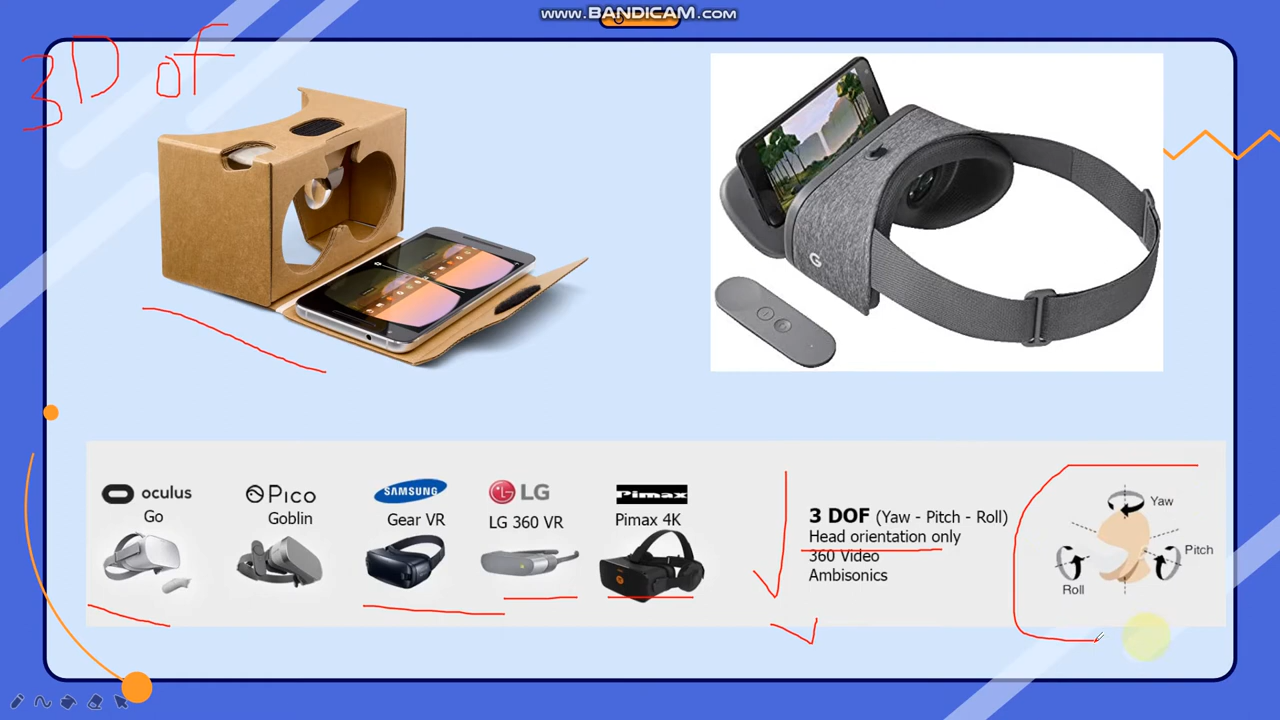 www.BANDICAM.com
3D of
G
oculus
Go
Pico
Goblin
SAMSUNG
Gear VR
LG
LG 360 VR
Pimax
Pimax 4K
3 DOF (Yaw - Pitch - Roll)
Head orientation only
360 Video
Ambisonics
Yaw
Pitch
Roll